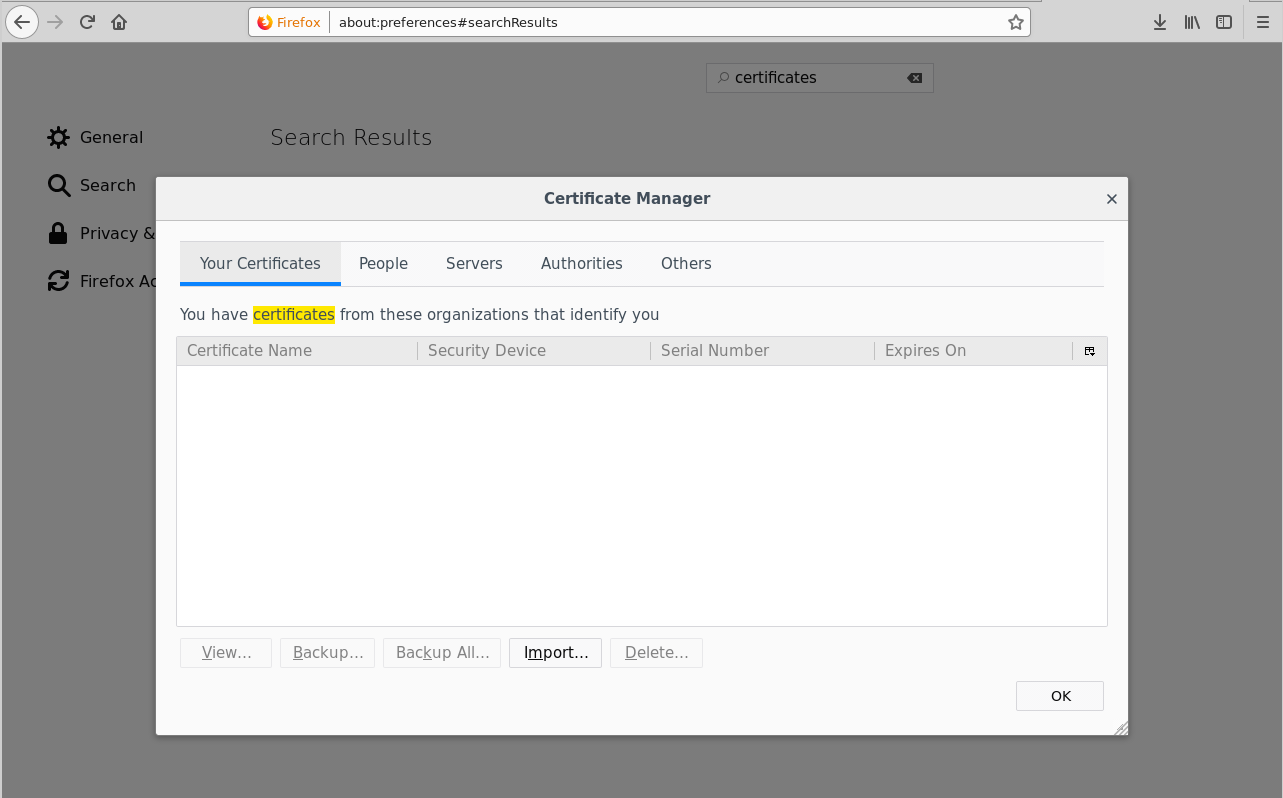 Firefox about:preferences#searchResults
certificates
General
Search Results
Search
Certificate Manager
Privacy &
Your Certificates People Servers Authorities Others
Firefox Ac
You have certificates from these organizations that identify you
Certificate Name Security Device Serial Number Expires On
View... Backup... Backup All... Import... Delete...
OK